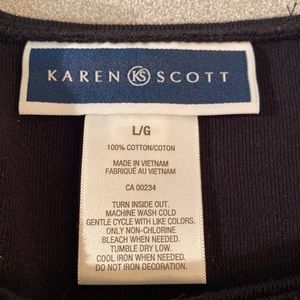 KAREN KS SCOTT
L/G
100% COTTON/COTON
MADE IN VIETNAM
FABRIQUÉ AU VIETNAM
CA 00234
TURN INSIDE OUT.
MACHINE WASH COLD
GENTLE CYCLE WITH LIKE COLORS.
ONLY NON-CHLORINE
BLEACH WHEN NEEDED.
TUMBLE DRY LOW.
COOL IRON WHEN NEEDED.
DO NOT IRON DECORATION.